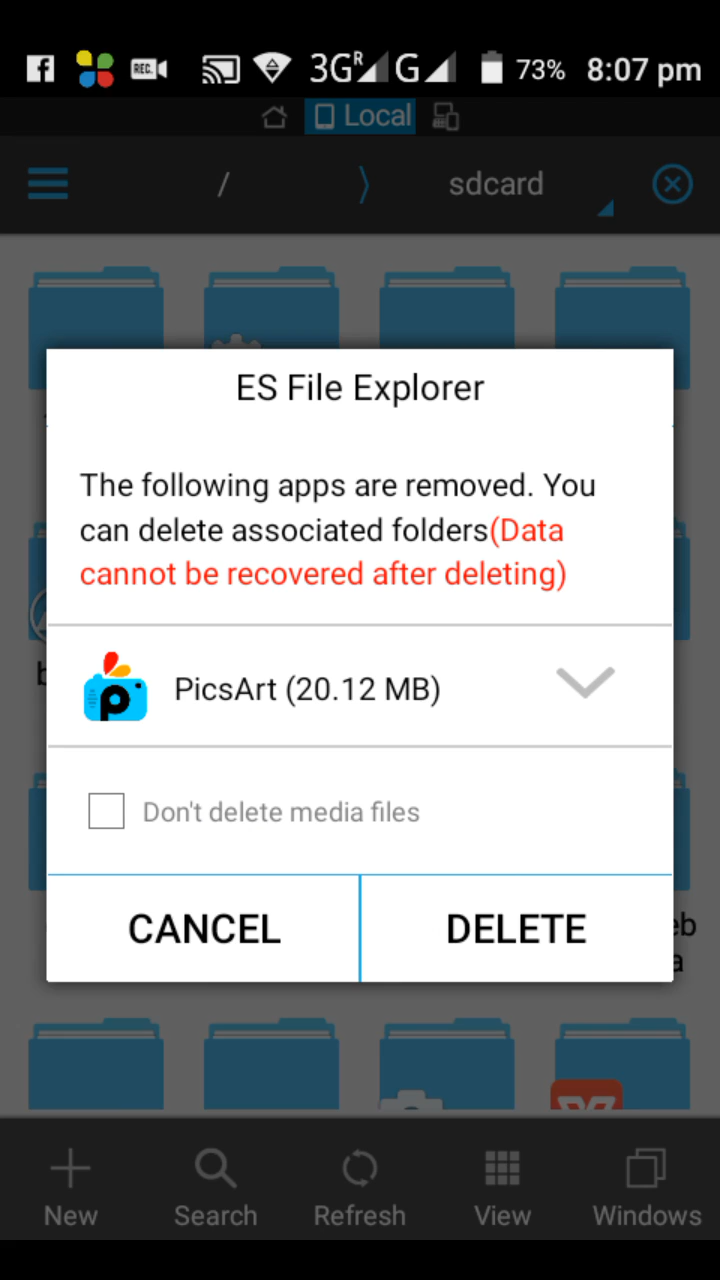 REC. 3G R G 73% 8:07 pm
Local
/ sdcard
ES File Explorer
The following apps are removed. You
can delete associated folders(Data
cannot be recovered after deleting)
PicsArt (20.12 MB)
Don't delete media files
CANCEL DELETE
New Search Refresh View Windows